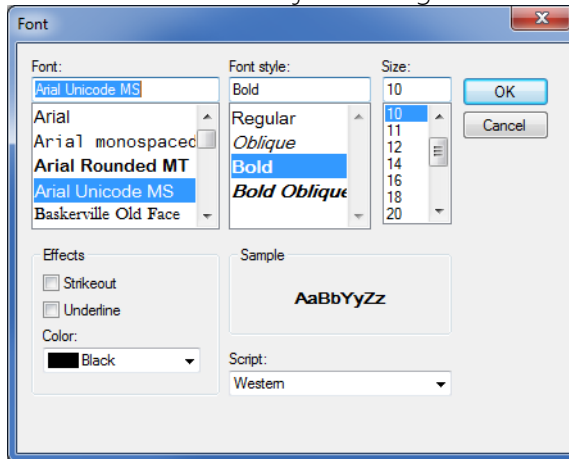 Font
Font:
Font style:
Size:
Arial Unicode MS
Bold
10
OK
Cancel
Arial
Arial monospaced
Arial Rounded MT
Arial Unicode MS
Baskerville Old Face
Regular
Oblique
Bold
Bold Oblique
10
11
12
14
16
18
20
Effects
Strikeout
Underline
Color:
Black
Sample
AaBbYyZz
Script:
Western